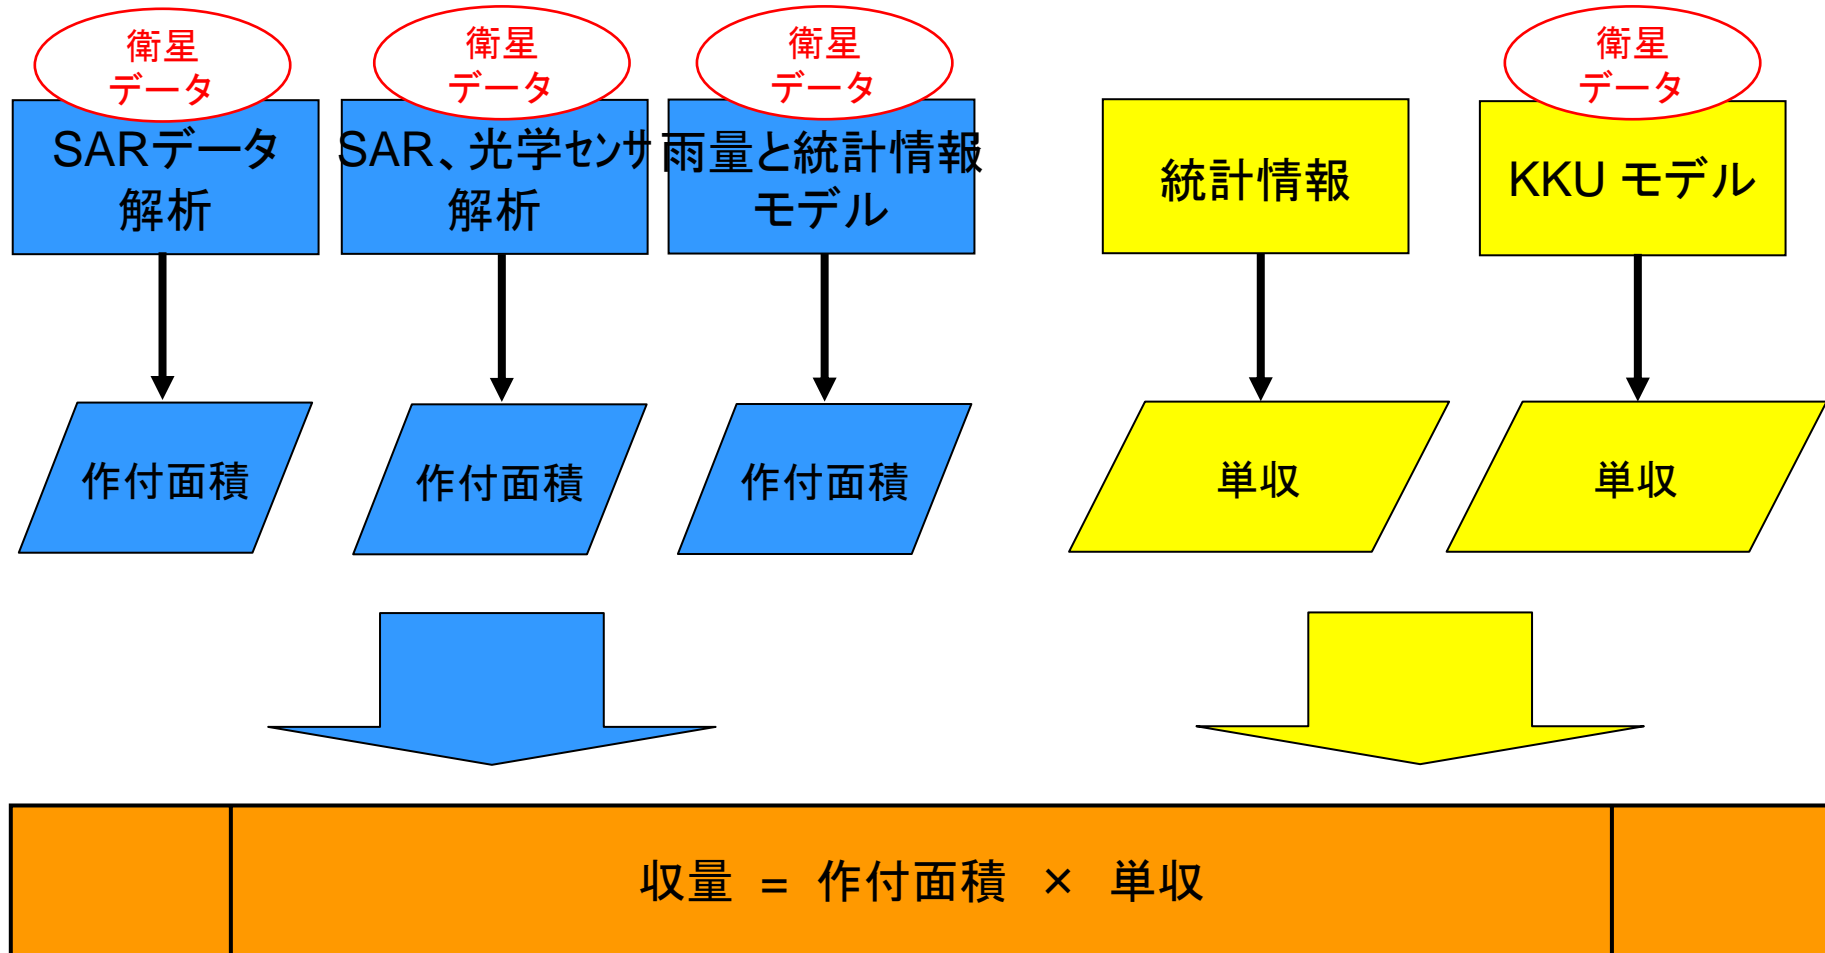 衛星
データ
SARデータ
解析
衛星
データ
SAR、光学センサ
解析
衛星
データ
雨量と統計情報
モデル
統計情報
衛星
データ
KKU モデル
作付面積
作付面積
作付面積
単収
単収
収量 = 作付面積 × 単収